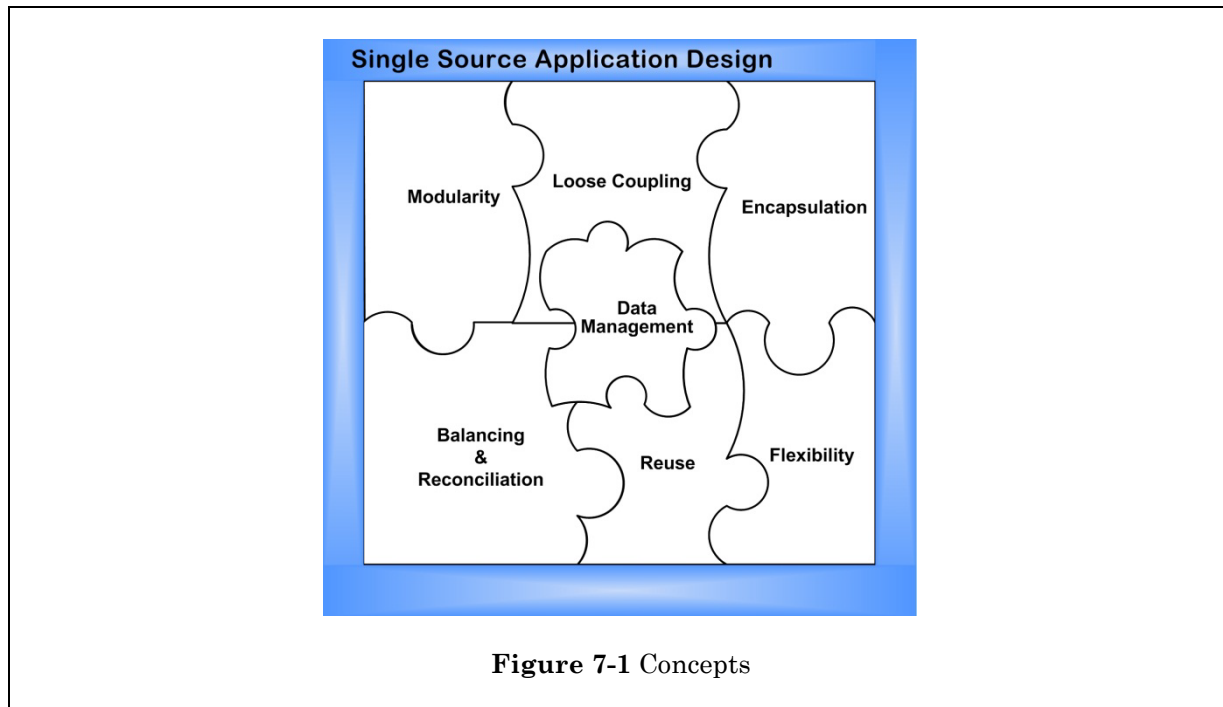 Single Source Application Design
Modularity
Loose Coupling
Encapsulation
Data
Management
Balancing
&
Reconciliation
Reuse
Flexibility
Figure 7-1 Concepts